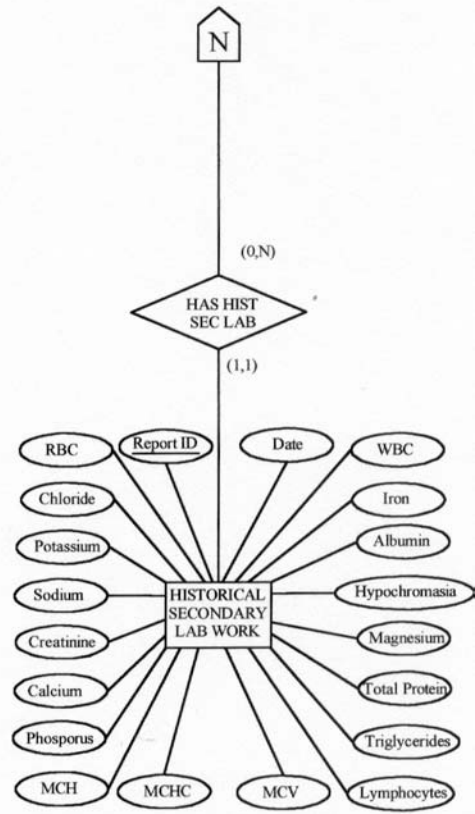 N
(0,N)
HAS HIST
SEC LAB
(1,1)
RBC
Report ID
Date
WBC
Chloride
Iron
Potassium
Albumin
Sodium
HISTORICAL
SECONDARY
LAB WORK
Hypochromasia
Creatinine
Magnesium
Calcium
Total Protein
Phosporus
Triglycerides
MCH
MCHC
MCV
Lymphocytes